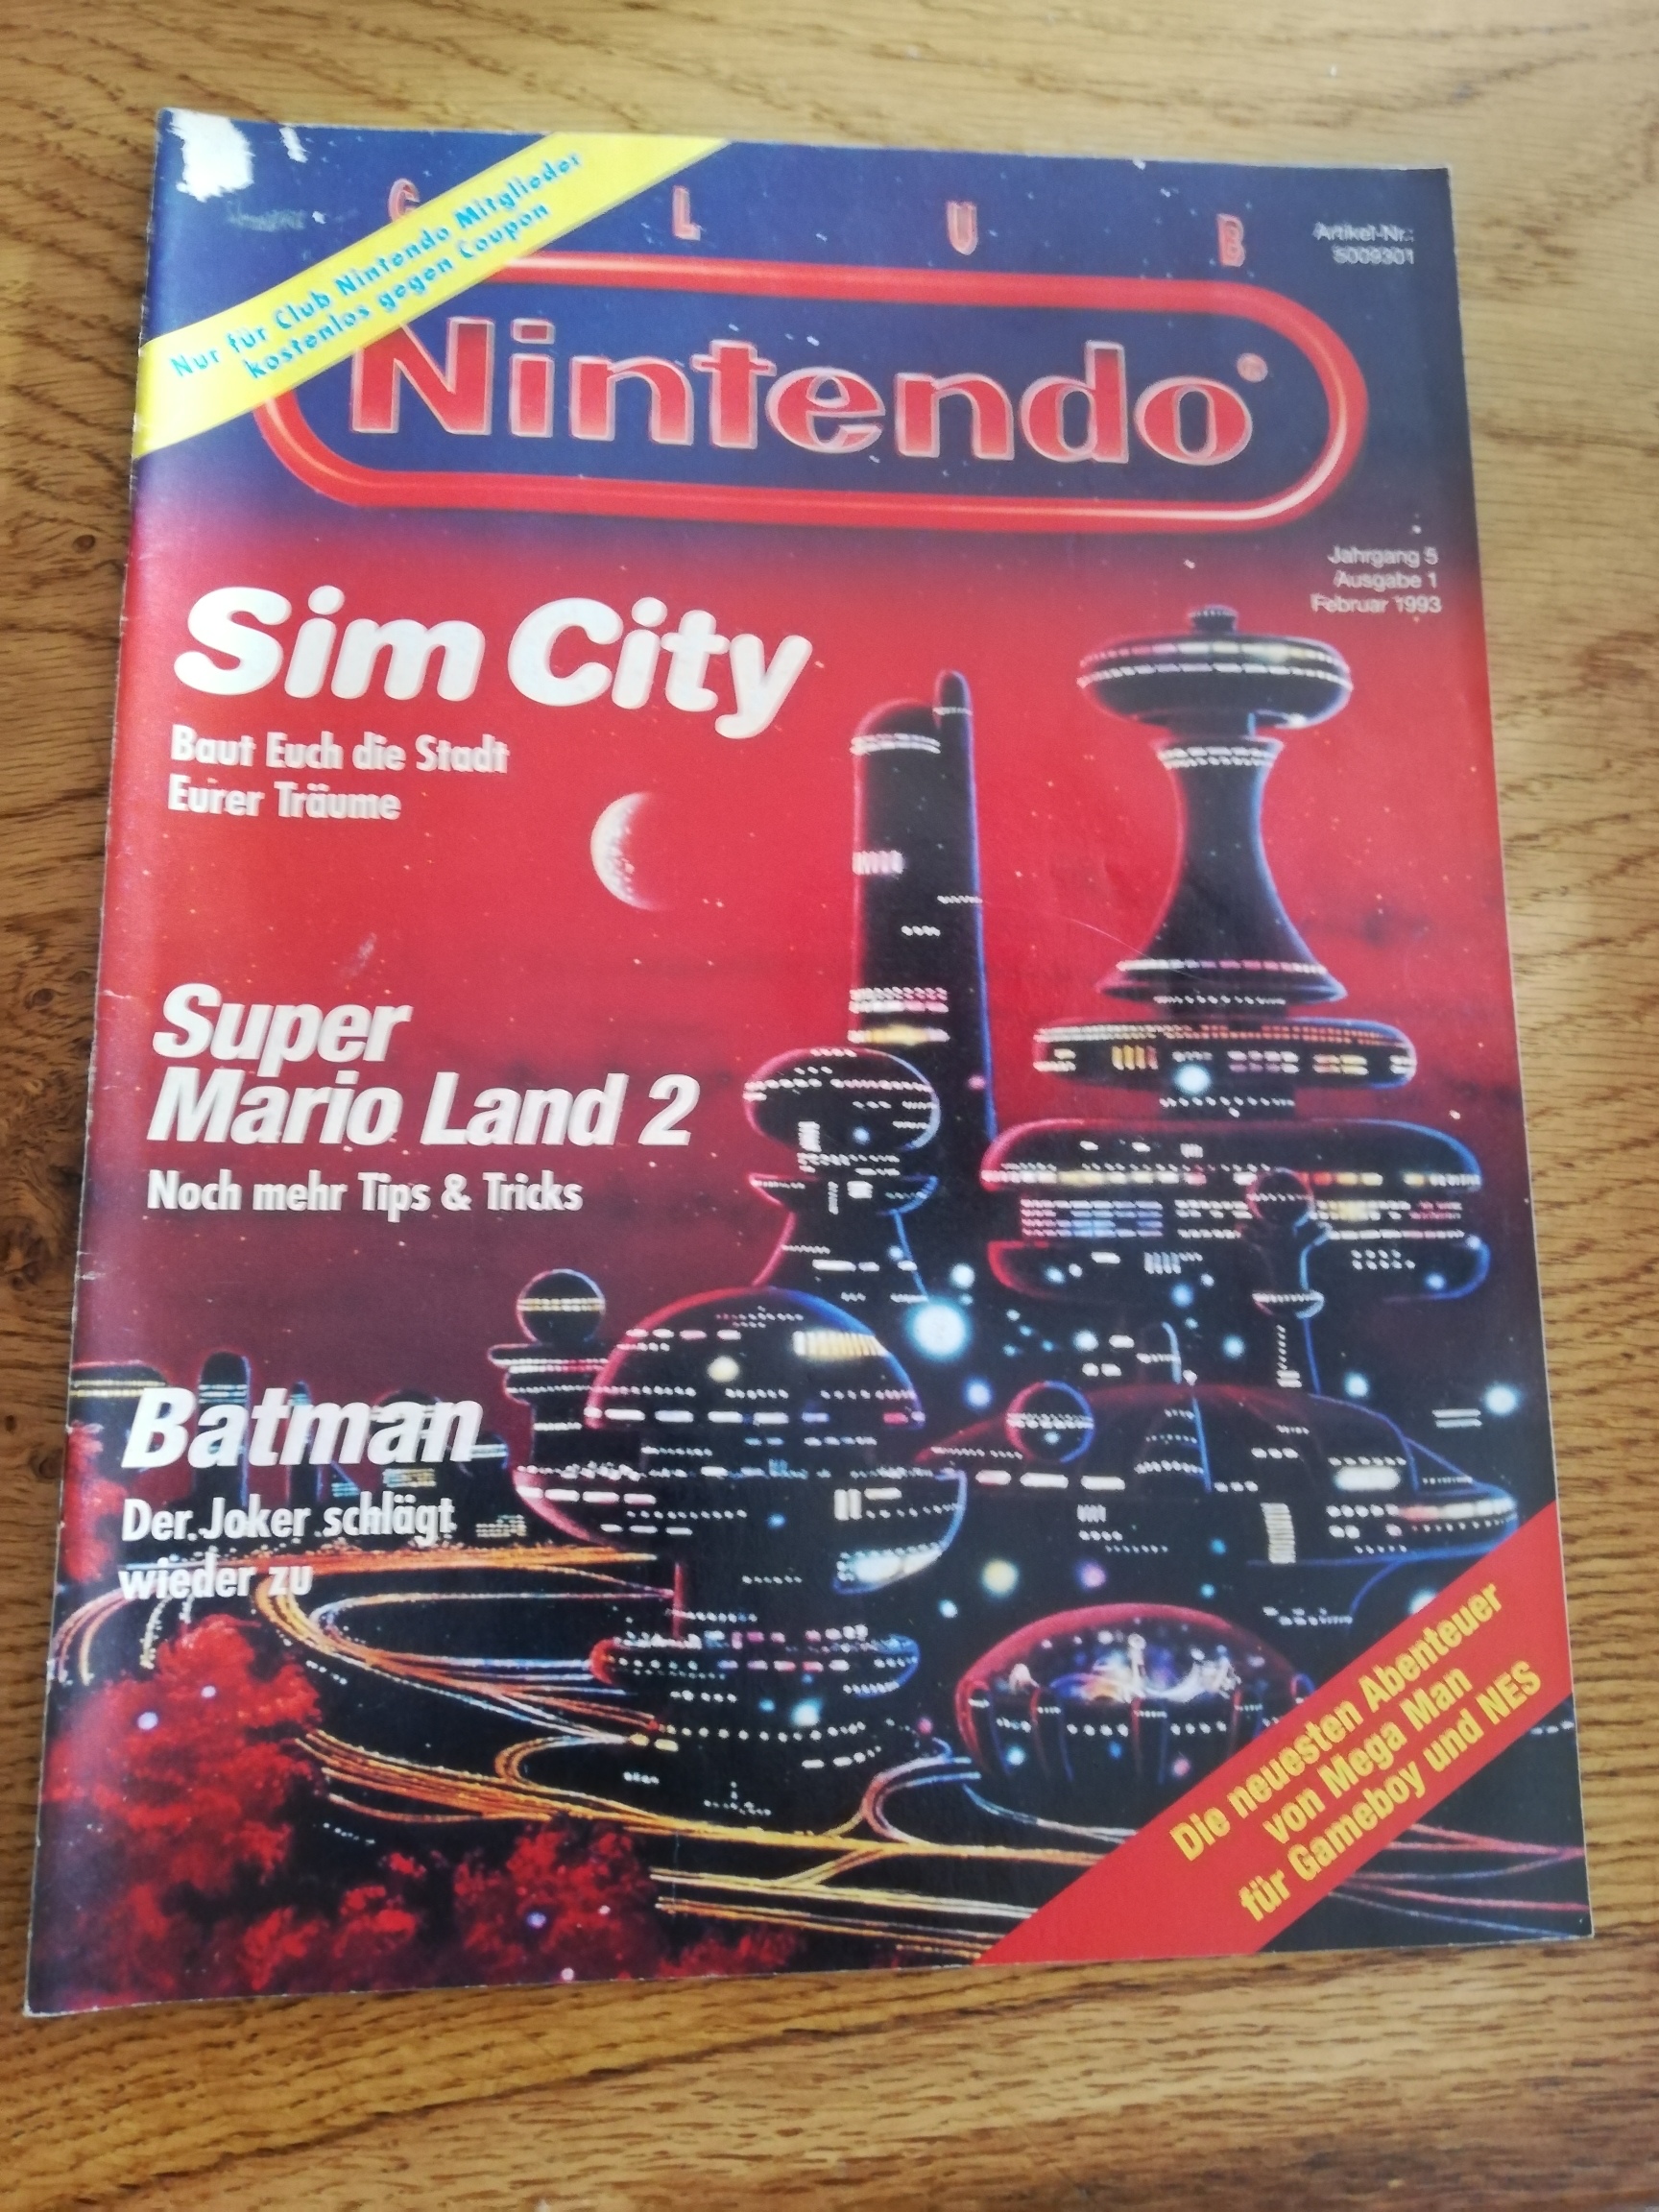 Nur für Club Nintendo Mitglieder
kostenlos gegen Coupon
C L U B
Artikel-Nr.:
5009301
Nintendo®
Jahrgang 5
Ausgabe 1
Februar 1993
Sim City
Baut Euch die Stadt
Eurer Träume
Super
Mario Land 2
Noch mehr Tips & Tricks
Batman
Der Joker schlägt
wieder zu
Die neuesten Abenteuer
von Mega Man
für Gameboy und NES